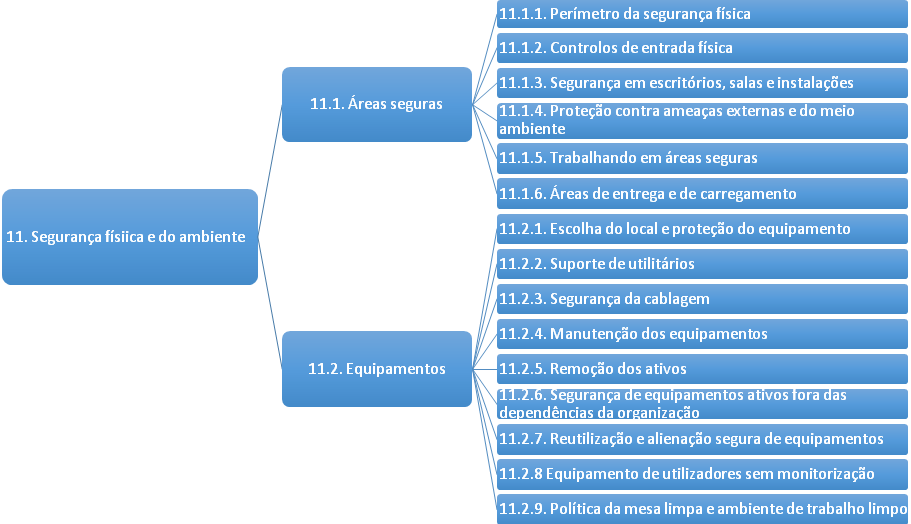 11. Segurança físiica e do ambiente
11.1. Áreas seguras
11.1.1. Perímetro da segurança física
11.1.2. Controlos de entrada física
11.1.3. Segurança em escritórios, salas e instalações
11.1.4. Proteção contra ameaças externas e do meio
ambiente
11.1.5. Trabalhando em áreas seguras
11.1.6. Áreas de entrega e de carregamento
11.2. Equipamentos
11.2.1. Escolha do local e proteção do equipamento
11.2.2. Suporte de utilitários
11.2.3. Segurança da cablagem
11.2.4. Manutenção dos equipamentos
11.2.5. Remoção dos ativos
11.2.6. Segurança de equipamentos ativos fora das
dependências da organização
11.2.7. Reutilização e alienação segura de equipamentos
11.2.8 Equipamento de utilizadores sem monitorização
11.2.9. Política da mesa limpa e ambiente de trabalho limpo